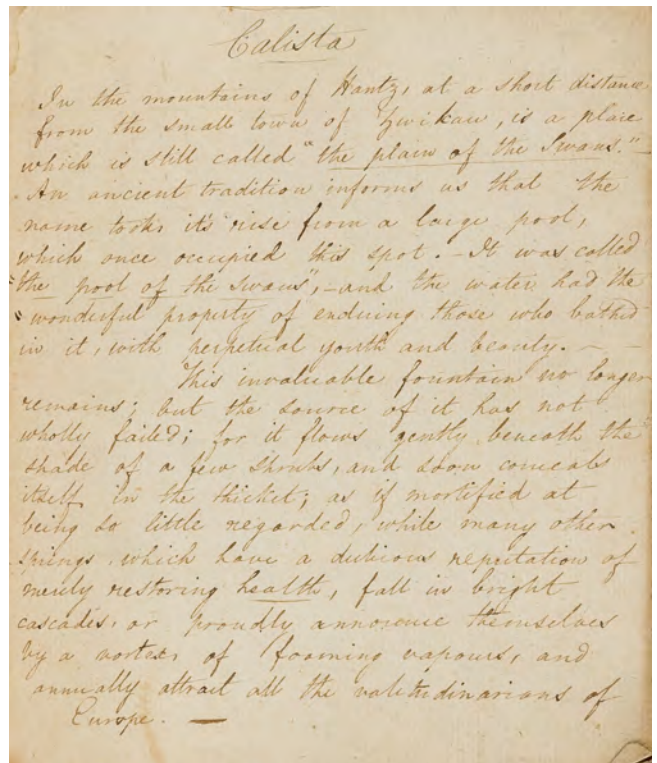 Calista
In the mountains of Hantz, at a short distance
from the small town of Zwikau, is a place
which is still called "the plain of the Swans."
An ancient tradition informs us that the
name took it's rise from a large pool,
which once occupied this spot. - It was called
"the pool of the Swans", - and the water had the
"wonderful property of enduing those who bathed
in it, with perpetual youth and beauty. - -
This invaluable fountain no longer
remains; but the source of it has not
wholly failed; for it flows gently beneath the
shade of a few shrubs, and soon conceals
itself in the thicket; as if mortified at
being so little regarded, while many other
springs which have a dubious reputation of
merely restoring health, fall in bright
cascades, or proudly announce themselves
by a vortex of foaming vapours, and
annually attract all the valitudinarians of
Europe. —